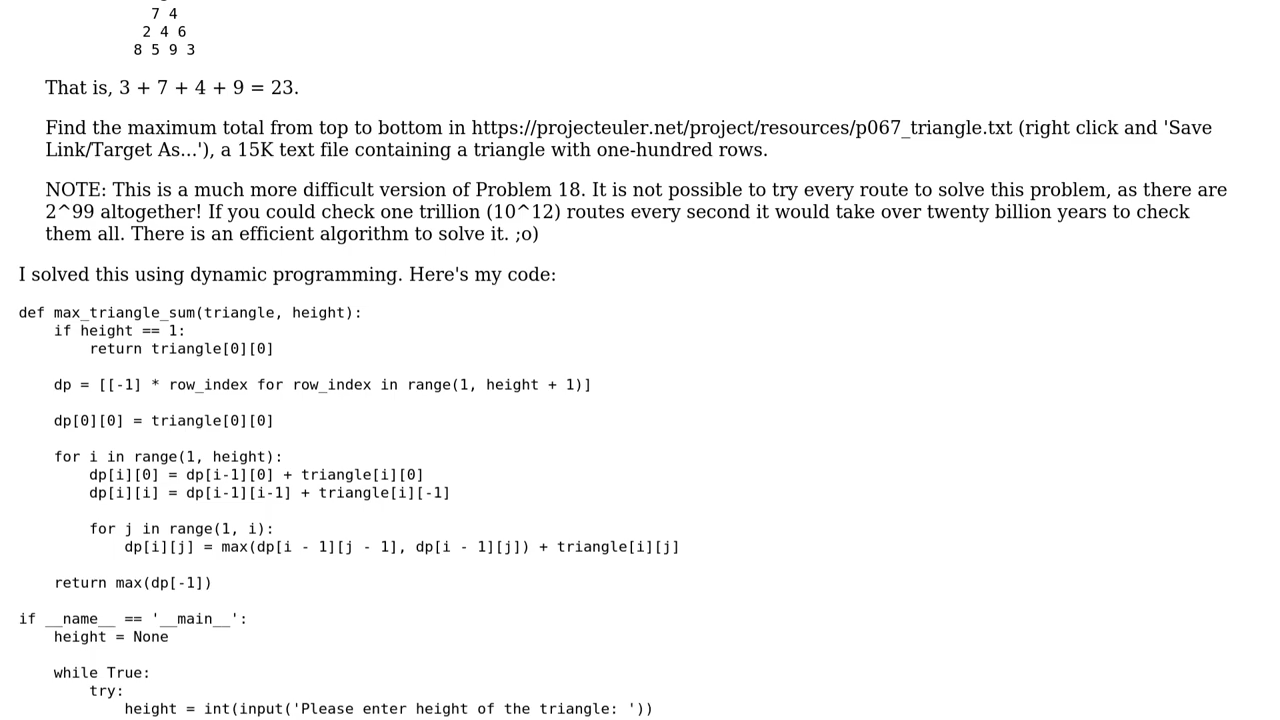 7 4
2 4 6
8 5 9 3
That is, 3 + 7 + 4 + 9 = 23.
Find the maximum total from top to bottom in https://projecteuler.net/project/resources/p067_triangle.txt (right click and 'Save
Link/Target As...'), a 15K text file containing a triangle with one-hundred rows.
NOTE: This is a much more difficult version of Problem 18. It is not possible to try every route to solve this problem, as there are
2^99 altogether! If you could check one trillion (10^12) routes every second it would take over twenty billion years to check
them all. There is an efficient algorithm to solve it. ;o)
I solved this using dynamic programming. Here's my code:
def max_triangle_sum(triangle, height):
    if height == 1:
        return triangle[0][0]
    dp = [[-1] * row_index for row_index in range(1, height + 1)]
    dp[0][0] = triangle[0][0]
    for i in range(1, height):
        dp[i][0] = dp[i-1][0] + triangle[i][0]
        dp[i][i] = dp[i-1][i-1] + triangle[i][-1]
        for j in range(1, i):
            dp[i][j] = max(dp[i - 1][j - 1], dp[i - 1][j]) + triangle[i][j]
    return max(dp[-1])
if __name__ == '__main__':
    height = None
    while True:
        try:
            height = int(input('Please enter height of the triangle: '))